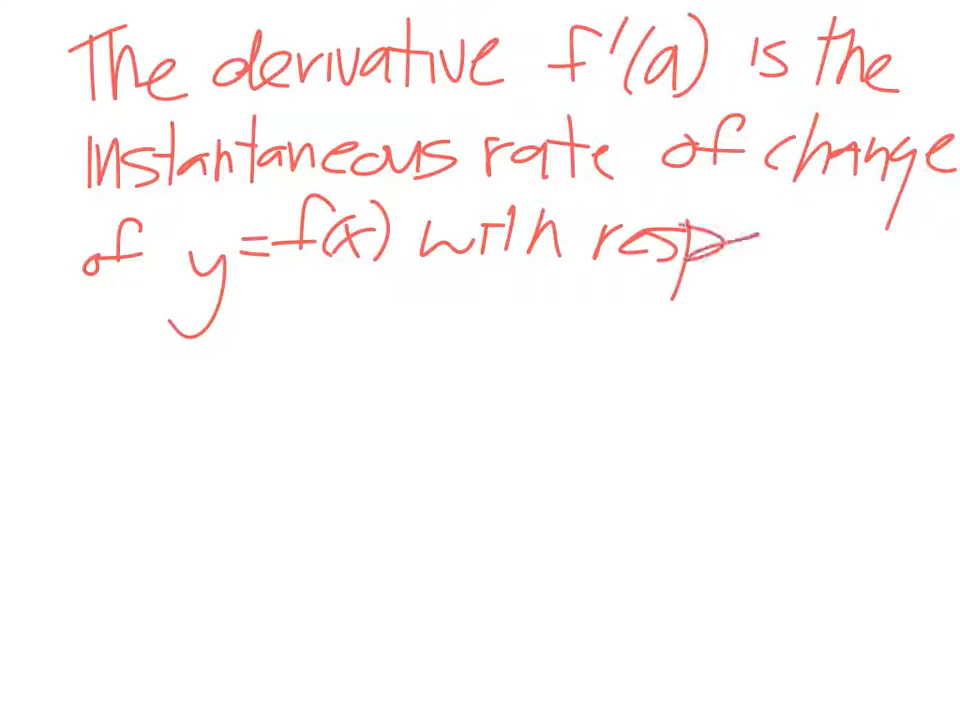 The derivative f'(a) is the
instantaneous rate of change
of y=f(x) with resp